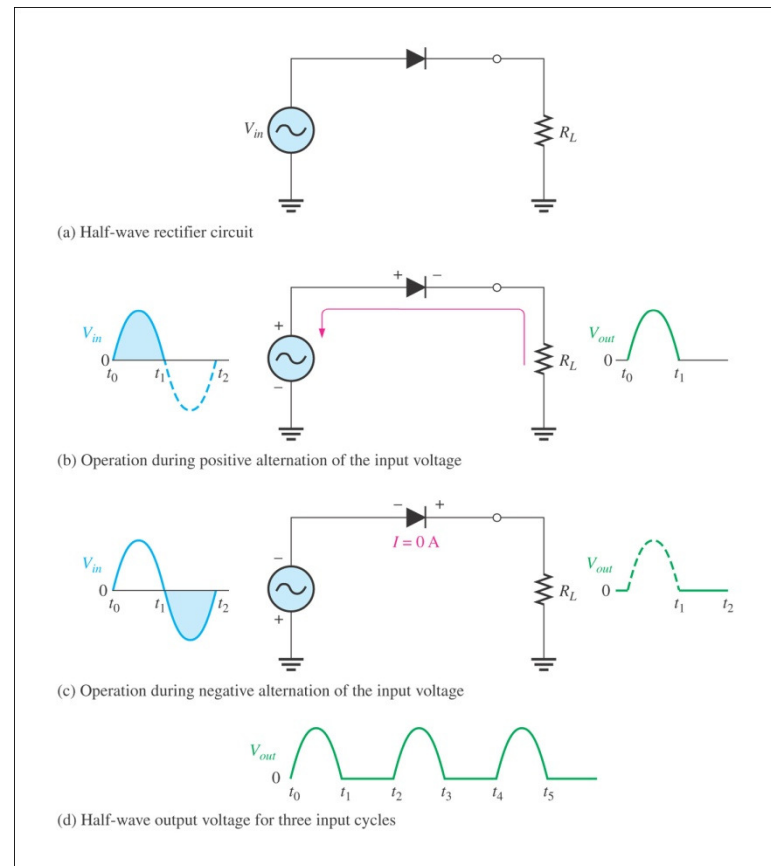 V_in
R_L
(a) Half-wave rectifier circuit
+ −
V_in
0
t_0 t_1 t_2
+
−
R_L
V_out
0
t_0 t_1
(b) Operation during positive alternation of the input voltage
− +
I = 0 A
V_in
0
t_0 t_1 t_2
−
+
R_L
V_out
0
t_1 t_2
(c) Operation during negative alternation of the input voltage
V_out
0
t_0 t_1 t_2 t_3 t_4 t_5
(d) Half-wave output voltage for three input cycles